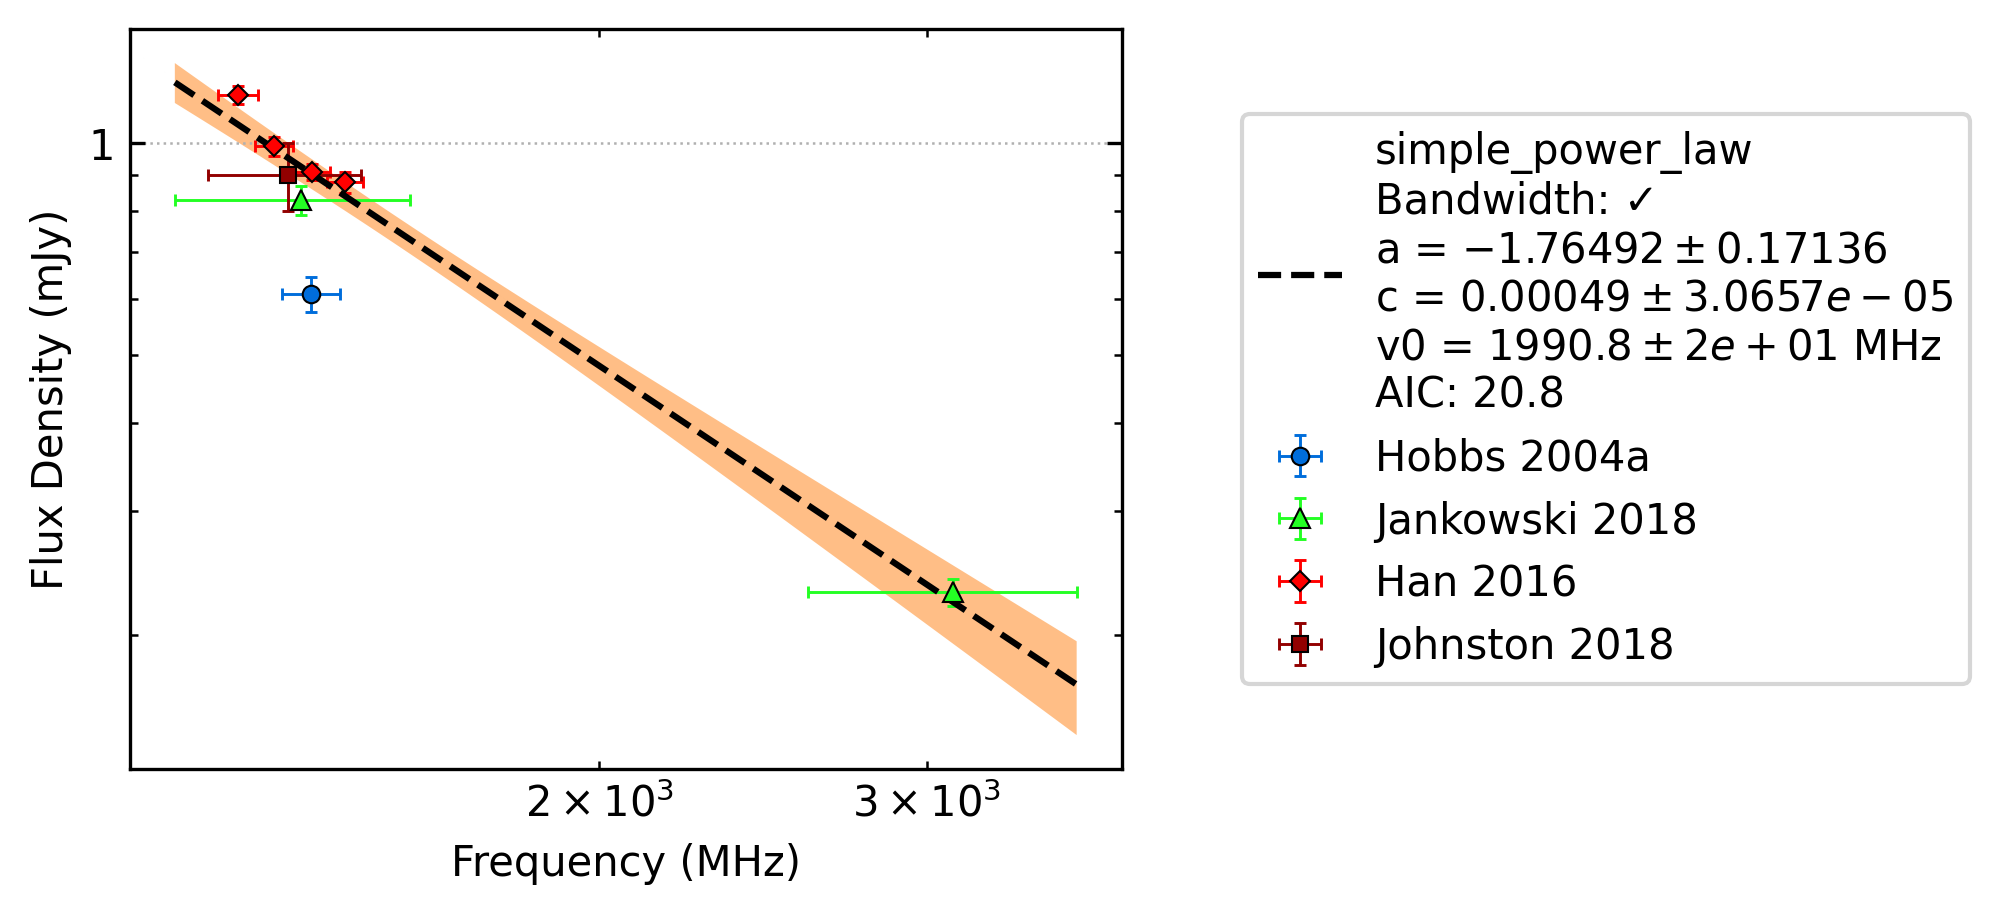 1
Flux Density (mJy)
2 × 10³
3 × 10³
Frequency (MHz)
simple_power_law
Bandwidth: ✓
a = −1.76492 ± 0.17136
c = 0.00049 ± 3.0657e − 05
v0 = 1990.8 ± 2e + 01 MHz
AIC: 20.8
Hobbs 2004a
Jankowski 2018
Han 2016
Johnston 2018